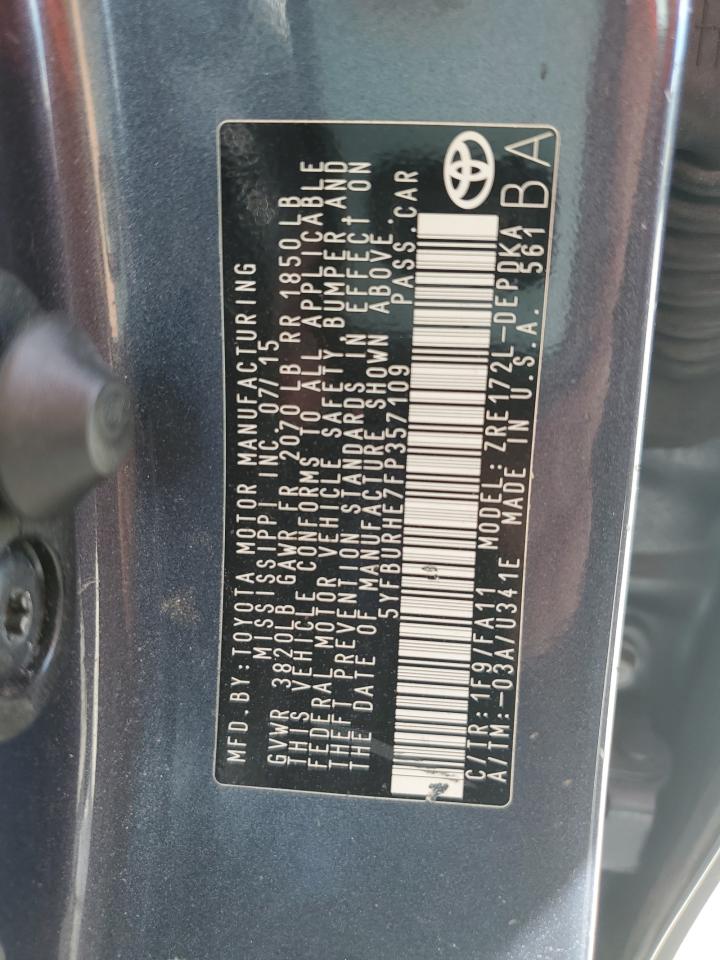 MFD.BY:TOYOTA MOTOR MANUFACTURING
MISSISSIPPI INC.07/15
GVWR 3820LB GAWR FR 2070 LB RR 1850LB
THIS VEHICLE CONFORMS TO ALL APPLICABLE
FEDERAL MOTOR VEHICLE SAFETY BUMPER AND
THEFT PREVENTION STANDARDS IN EFFECT ON
THE DATE OF MANUFACTURE SHOWN ABOVE.
5YFBURHE7FP357109 PASS.CAR
C/TR:1F9/FA11 MODEL:ZRE172L-DEPDKA
A/TM:-03A/U341E MADE IN U.S.A. 561
BA